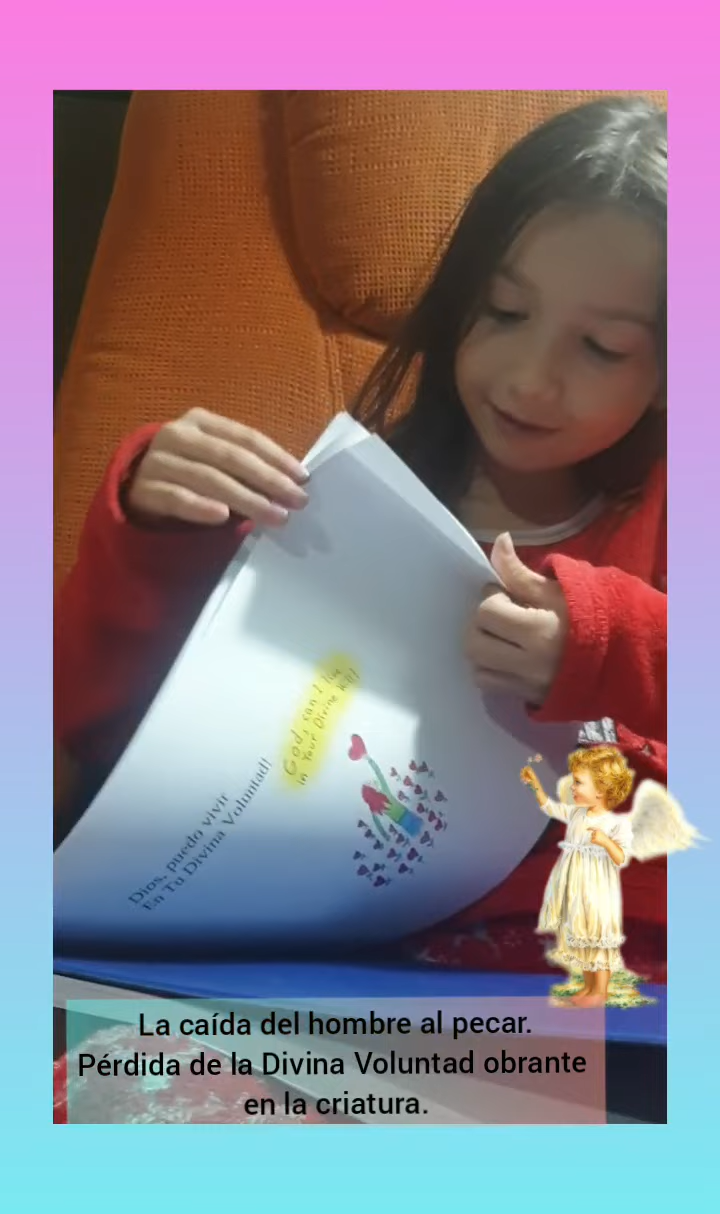 God, can I live
in Your Divine Will?
Dios, puedo vivir
En Tu Divina Voluntad!
La caída del hombre al pecar.
Pérdida de la Divina Voluntad obrante
en la criatura.